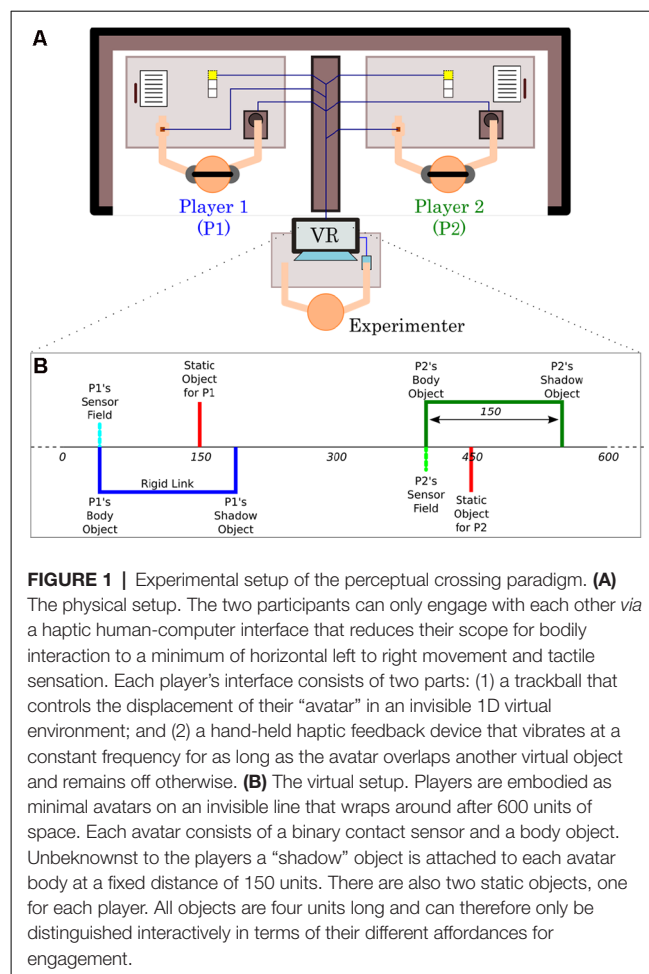 A
Player 1
(P1)
Player 2
(P2)
VR
Experimenter
B
P1's
Sensor
Field
Static
Object
for P1
P2's
Body
Object
P2's
Shadow
Object
150
0
150
300
450
600
Rigid Link
P1's
Body
Object
P1's
Shadow
Object
P2's
Sensor
Field
Static
Object
for P2
FIGURE 1 | Experimental setup of the perceptual crossing paradigm. (A)
The physical setup. The two participants can only engage with each other via
a haptic human-computer interface that reduces their scope for bodily
interaction to a minimum of horizontal left to right movement and tactile
sensation. Each player's interface consists of two parts: (1) a trackball that
controls the displacement of their “avatar” in an invisible 1D virtual
environment; and (2) a hand-held haptic feedback device that vibrates at a
constant frequency for as long as the avatar overlaps another virtual object
and remains off otherwise. (B) The virtual setup. Players are embodied as
minimal avatars on an invisible line that wraps around after 600 units of
space. Each avatar consists of a binary contact sensor and a body object.
Unbeknownst to the players a “shadow” object is attached to each avatar
body at a fixed distance of 150 units. There are also two static objects, one
for each player. All objects are four units long and can therefore only be
distinguished interactively in terms of their different affordances for
engagement.